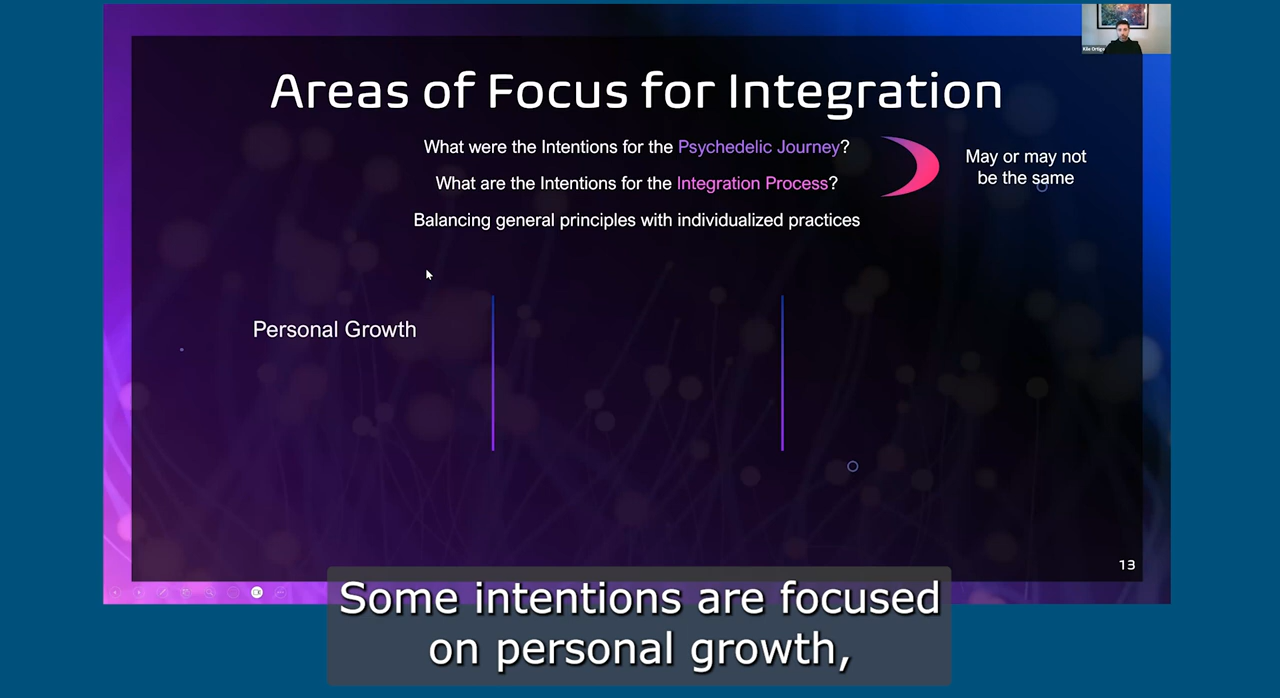 Areas of Focus for Integration
What were the Intentions for the Psychedelic Journey?
What are the Intentions for the Integration Process?
Balancing general principles with individualized practices
May or may not
be the same
Personal Growth
13
Some intentions are focused
on personal growth,